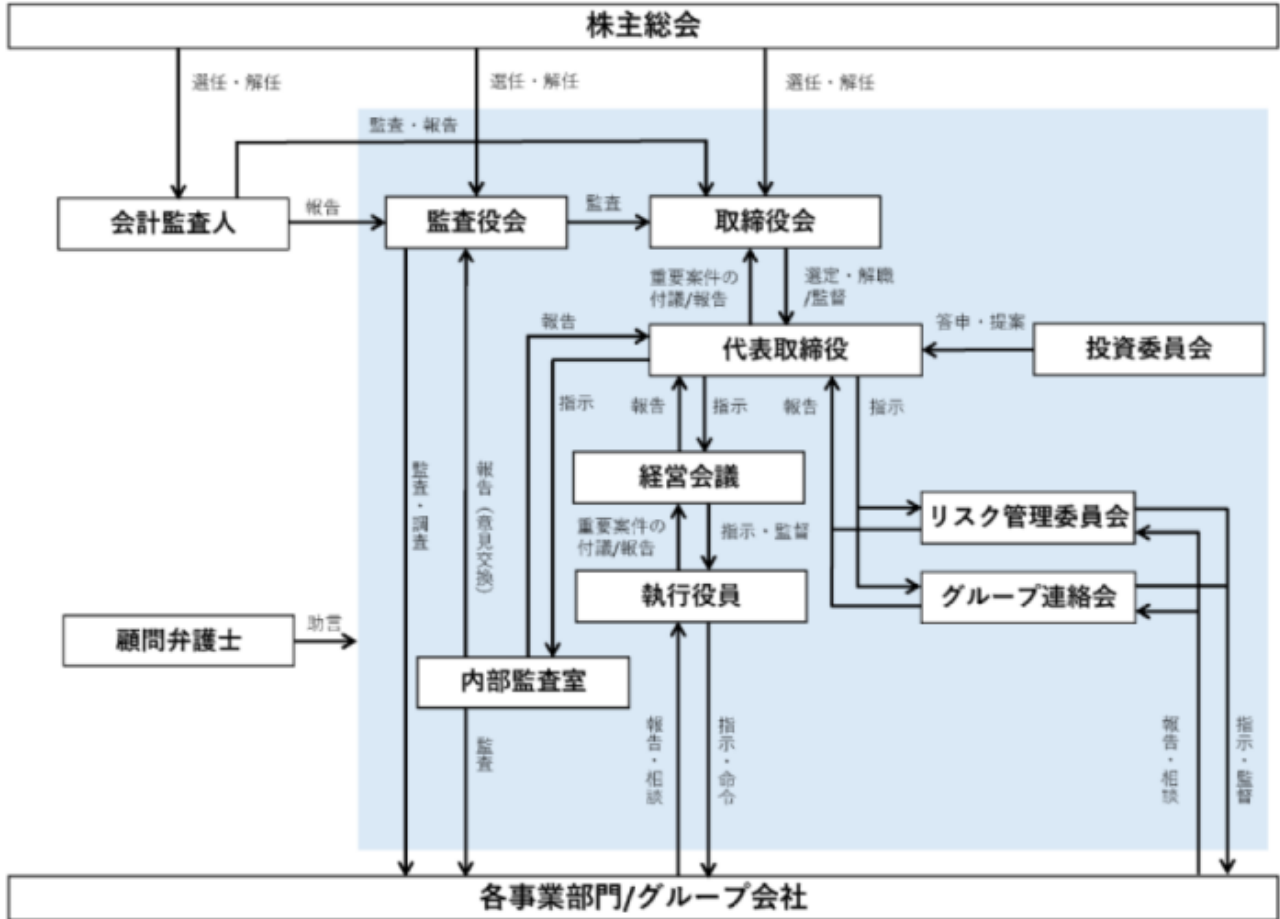 株主総会
選任・解任
選任・解任
選任・解任
監査・報告
会計監査人
報告
監査役会
監査
取締役会
重要案件の
付議/報告
選定・解職
/監督
報告
代表取締役
答申・提案
投資委員会
指示
報告
指示
報告
指示
経営会議
監査・調査
報告（意見交換）
重要案件の
付議/報告
指示・監督
リスク管理委員会
執行役員
グループ連絡会
顧問弁護士
助言
内部監査室
監査
報告・相談
指示・命令
報告・相談
指示・監督
各事業部門/グループ会社